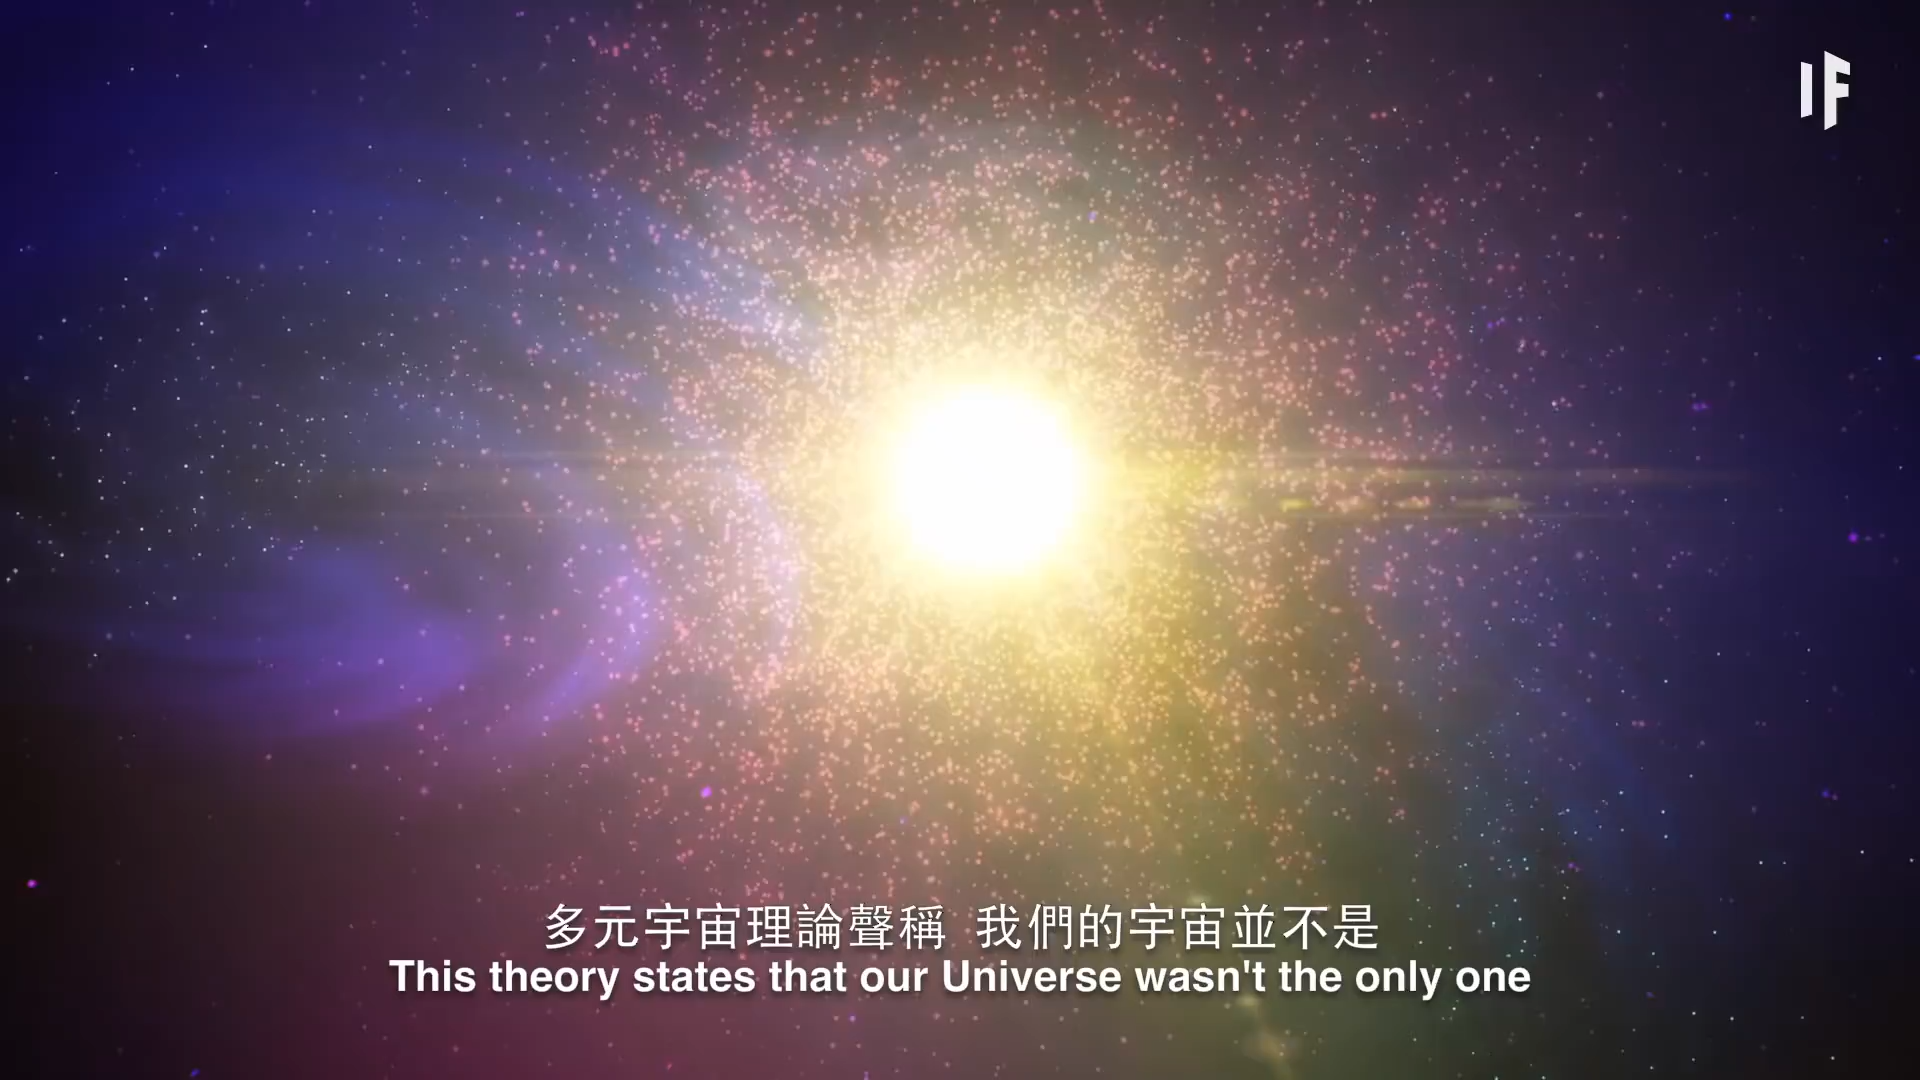 IF
多元宇宙理論聲稱 我們的宇宙並不是
This theory states that our Universe wasn't the only one